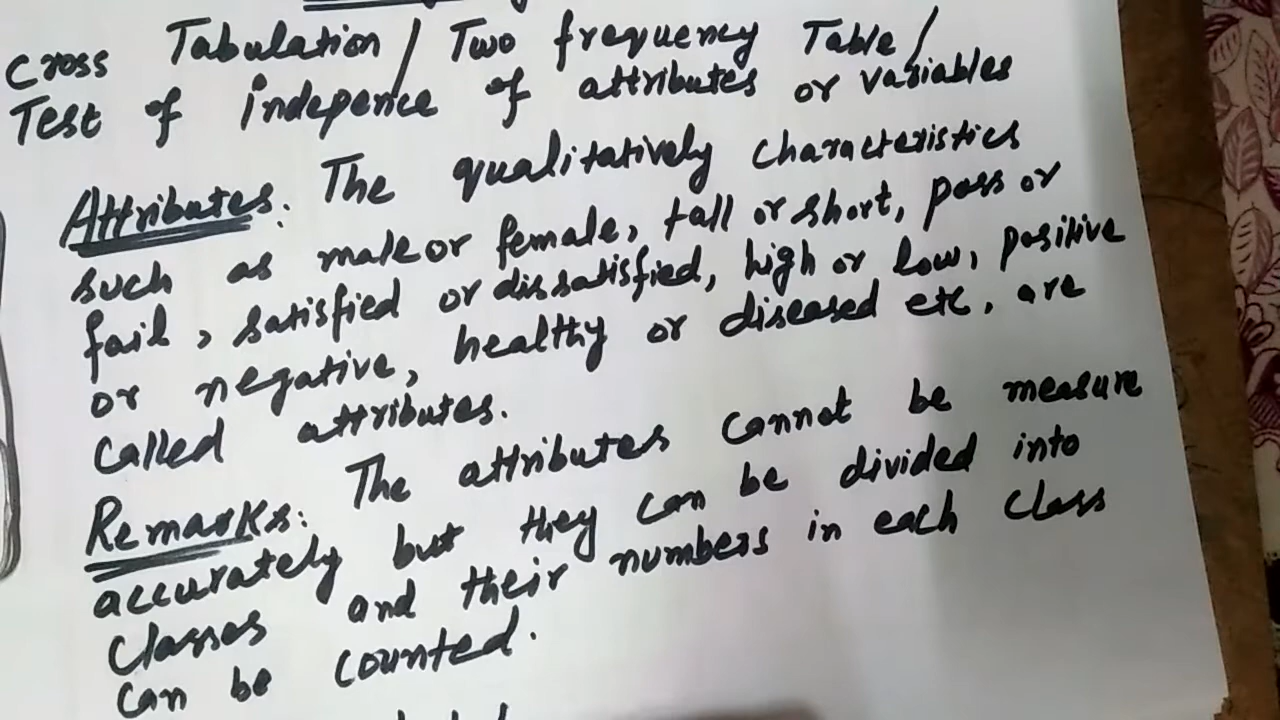 Cross Tabulation / Two frequency Table /
Test of indepence of attributes or variables
Attributes: The qualitatively characteristics
such as male or female, tall or short, pass or
fail, satisfied or dissatisfied, high or low, positive
or negative, healthy or diseased etc, are
called attributes.
Remarks: The attributes cannot be measure
accurately but they can be divided into
classes and their numbers in each class
can be counted.